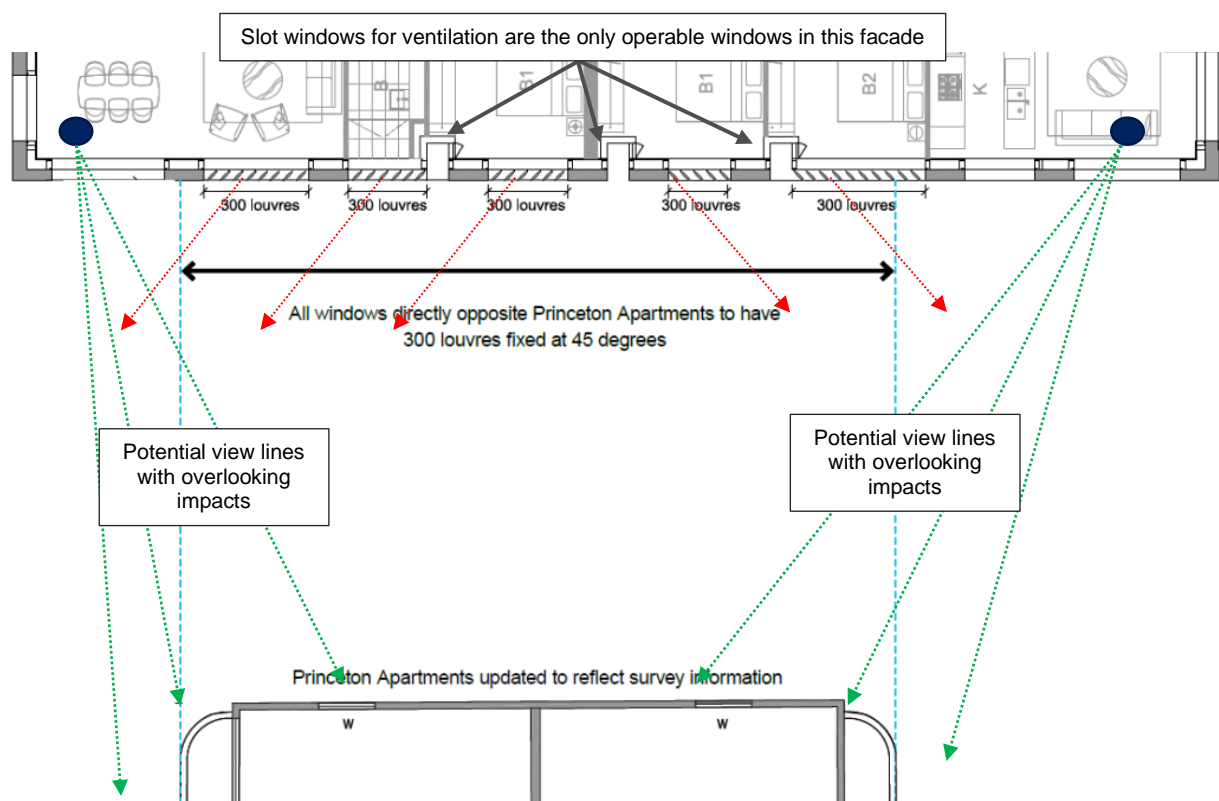 Slot windows for ventilation are the only operable windows in this facade
B
B1
B1
B2
K
300 louvres
300 louvres
300 louvres
300 louvres
300 louvres
All windows directly opposite Princeton Apartments to have
300 louvres fixed at 45 degrees
Potential view lines
with overlooking
impacts
Potential view lines
with overlooking
impacts
Princeton Apartments updated to reflect survey information
W
W